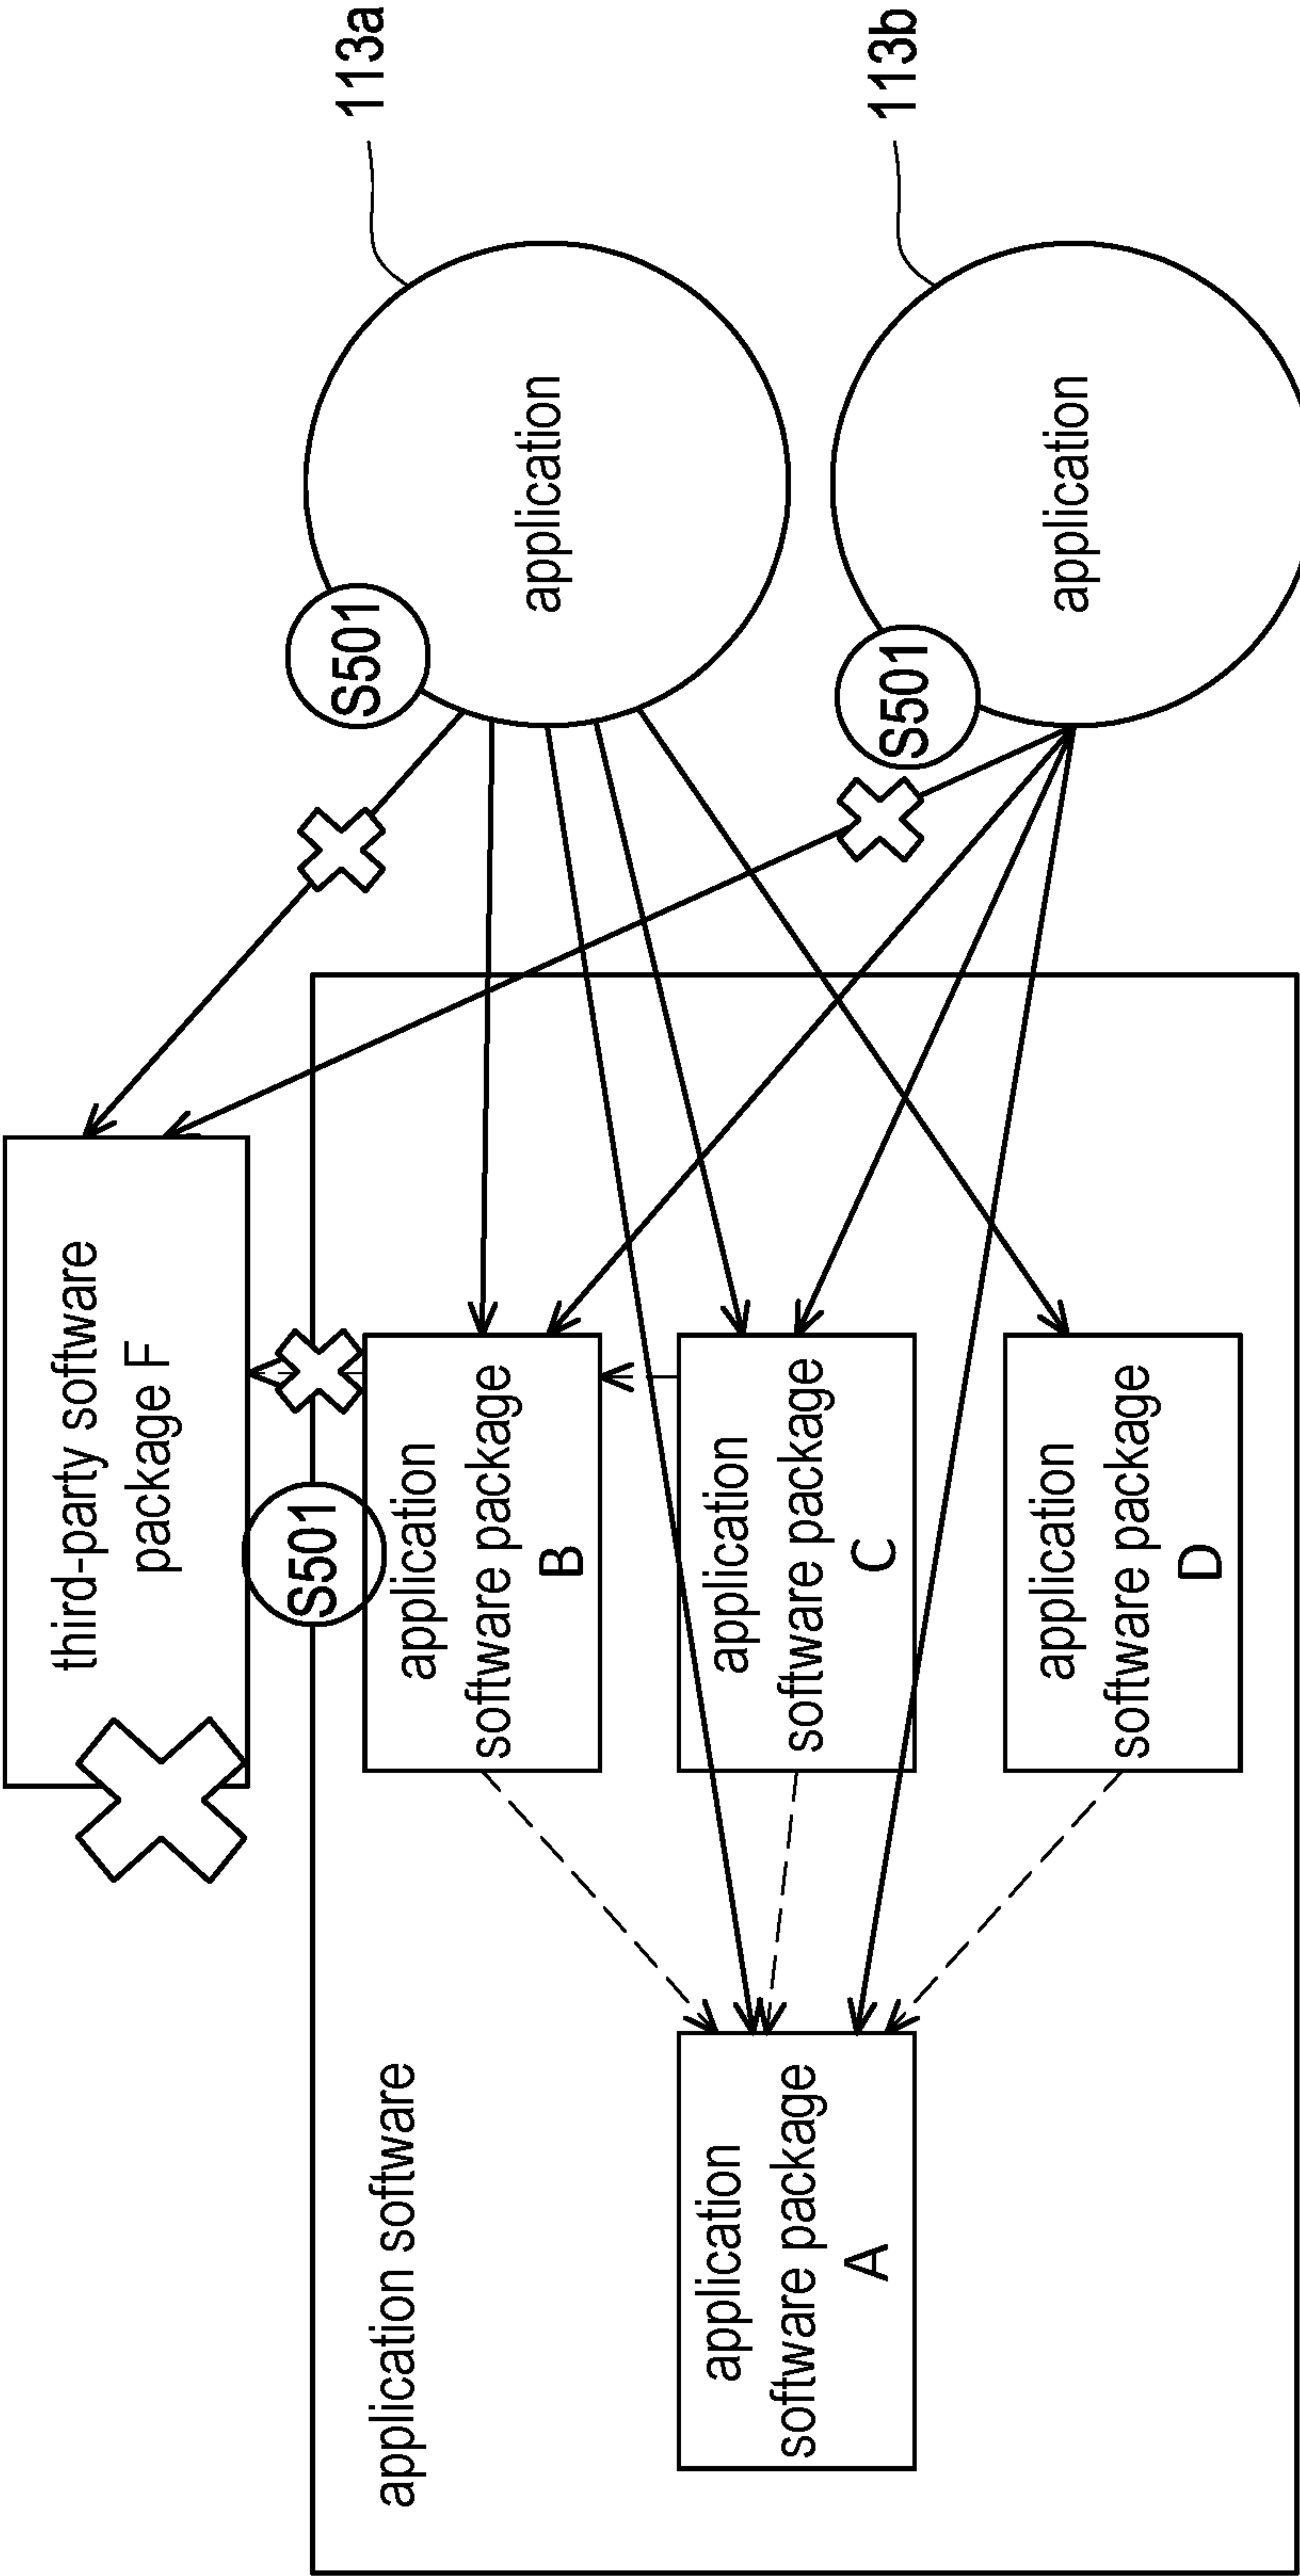 third-party software
package F
S501
S501
113a
application software
application
software package
B
application
application
software package
A
application
software package
C
S501
113b
application
software package
D
application